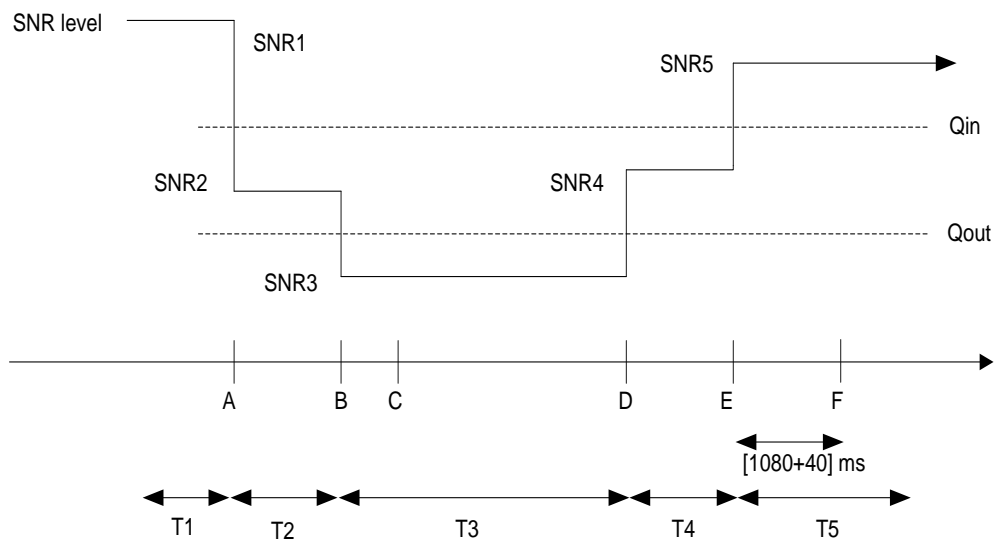 SNR level
SNR1
SNR5
Qin
SNR2
SNR4
Qout
SNR3
A
B
C
D
E
F
[1080+40] ms
T1
T2
T3
T4
T5